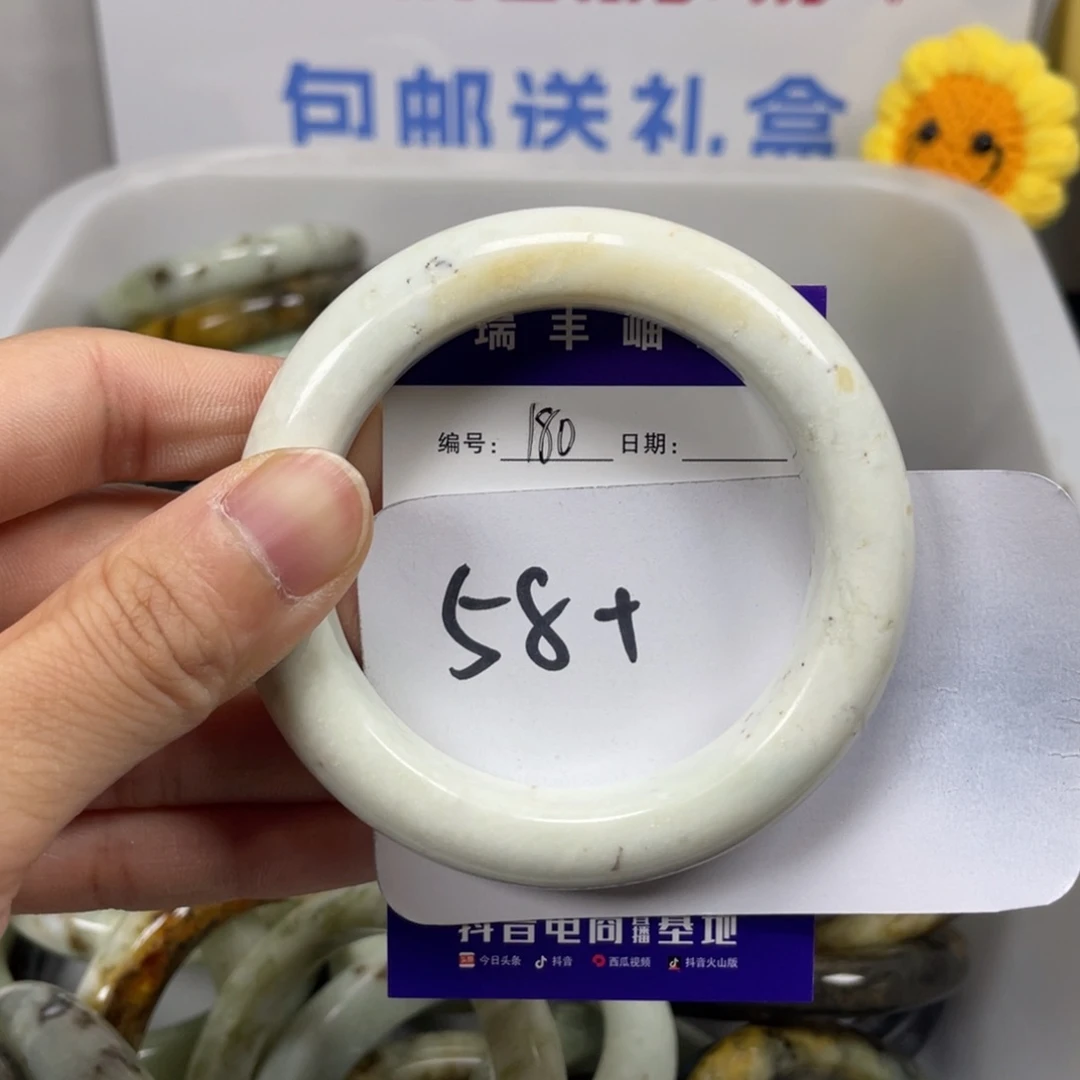 包邮送礼盒
瑞丰岫
编号: 180 日期:
58+
抖音电商直播基地
今日头条 抖音 西瓜视频 抖音火山版